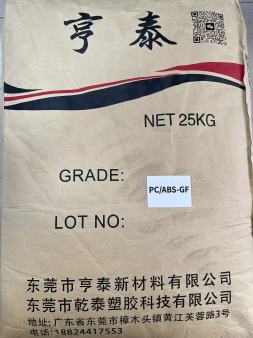 亨泰
NET 25KG
GRADE: PC/ABS-GF
LOT NO:
东莞市亨泰新材料有限公司
东莞市乾泰塑胶科技有限公司
地址: 广东省东莞市樟木头镇黄江芙蓉路3号
电话: 18824417553